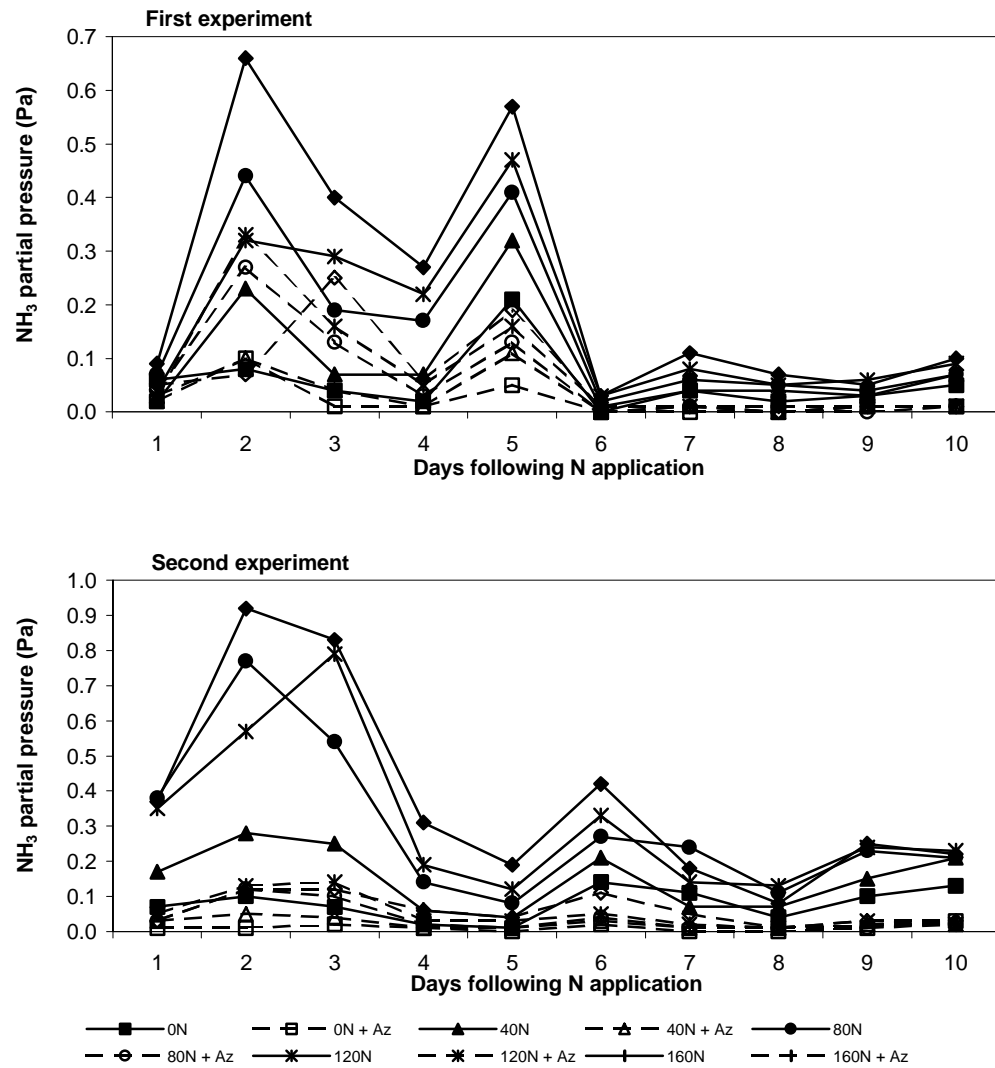 First experiment
0.7
0.6
0.5
0.4
0.3
0.2
0.1
0.0
NH₃ partial pressure (Pa)
1 2 3 4 5 6 7 8 9 10
Days following N application
Second experiment
1.0
0.9
0.8
0.7
0.6
0.5
0.4
0.3
0.2
0.1
0.0
NH₃ partial pressure (Pa)
1 2 3 4 5 6 7 8 9 10
Days following N application
0N 0N + Az 40N 40N + Az 80N
80N + Az 120N 120N + Az 160N 160N + Az